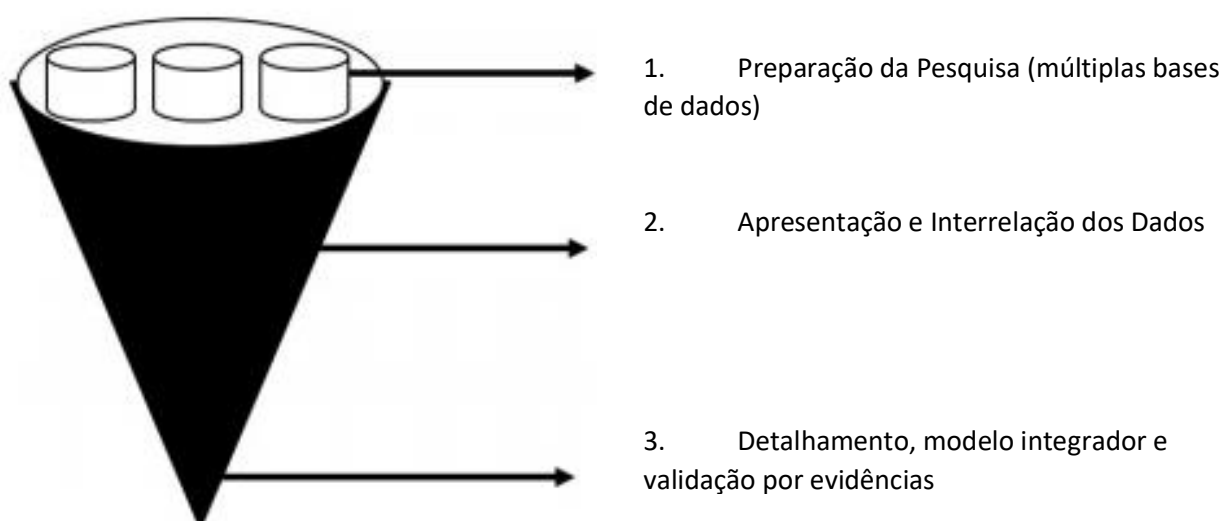 1. Preparação da Pesquisa (múltiplas bases
de dados)
2. Apresentação e Interrelação dos Dados
3. Detalhamento, modelo integrador e
validação por evidências